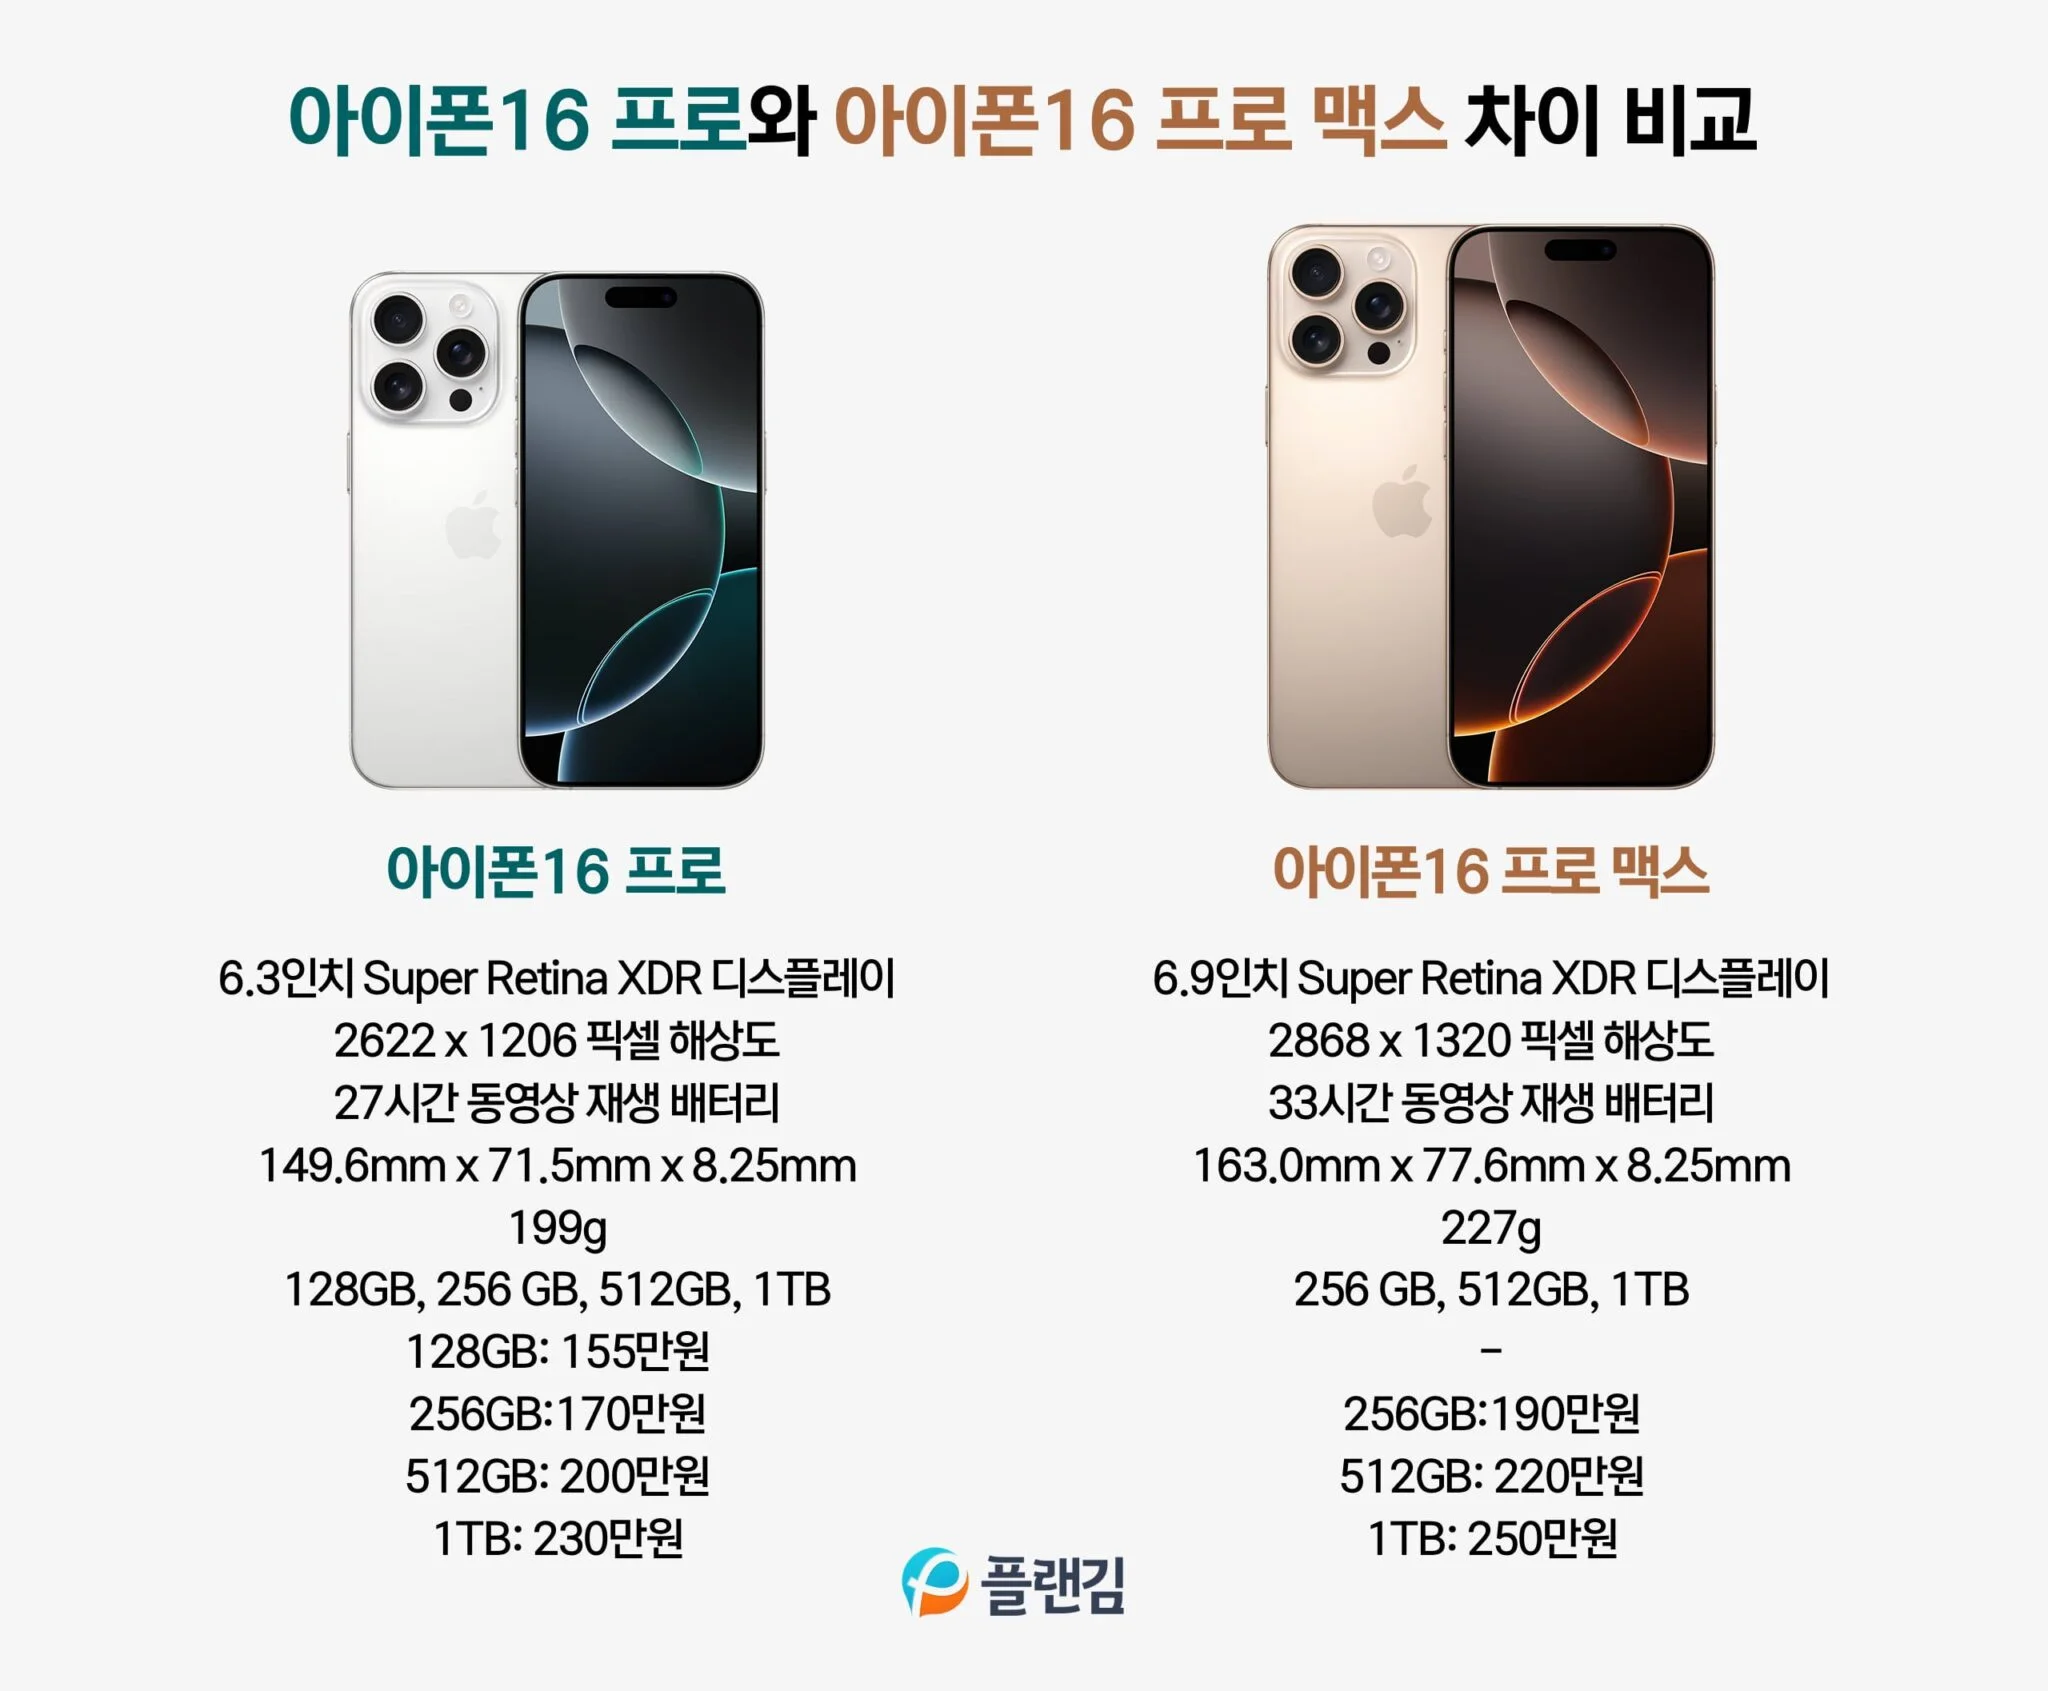 아이폰16 프로와 아이폰16 프로 맥스 차이 비교
아이폰16 프로
6.3인치 Super Retina XDR 디스플레이
2622 x 1206 픽셀 해상도
27시간 동영상 재생 배터리
149.6mm x 71.5mm x 8.25mm
199g
128GB, 256 GB, 512GB, 1TB
128GB: 155만원
256GB:170만원
512GB: 200만원
1TB: 230만원
아이폰16 프로 맥스
6.9인치 Super Retina XDR 디스플레이
2868 x 1320 픽셀 해상도
33시간 동영상 재생 배터리
163.0mm x 77.6mm x 8.25mm
227g
256 GB, 512GB, 1TB
–
256GB:190만원
512GB: 220만원
1TB: 250만원
플랜김